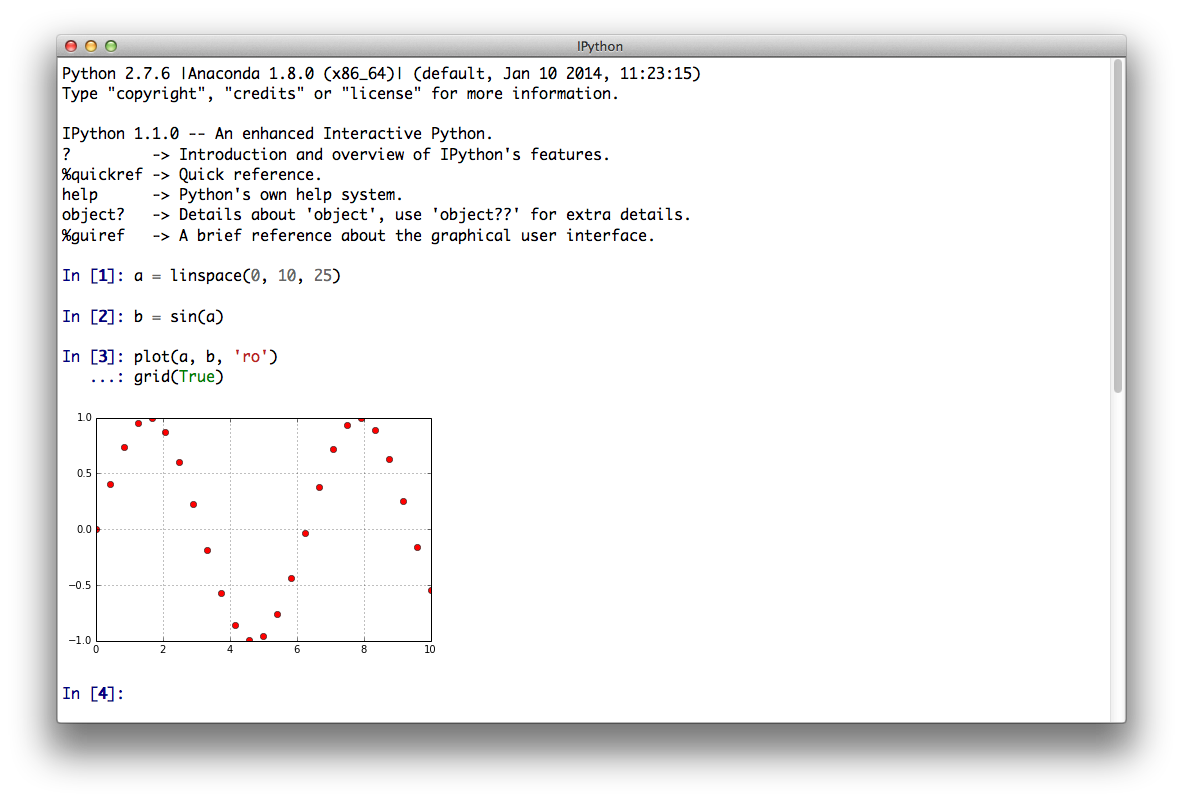 IPython
Python 2.7.6 |Anaconda 1.8.0 (x86_64)| (default, Jan 10 2014, 11:23:15)
Type "copyright", "credits" or "license" for more information.
IPython 1.1.0 -- An enhanced Interactive Python.
?         -> Introduction and overview of IPython's features.
%quickref -> Quick reference.
help      -> Python's own help system.
object?   -> Details about 'object', use 'object??' for extra details.
%guiref   -> A brief reference about the graphical user interface.
In [1]: a = linspace(0, 10, 25)
In [2]: b = sin(a)
In [3]: plot(a, b, 'ro')
   ...: grid(True)
1.0
0.5
0.0
−0.5
−1.0
0 2 4 6 8 10
In [4]: